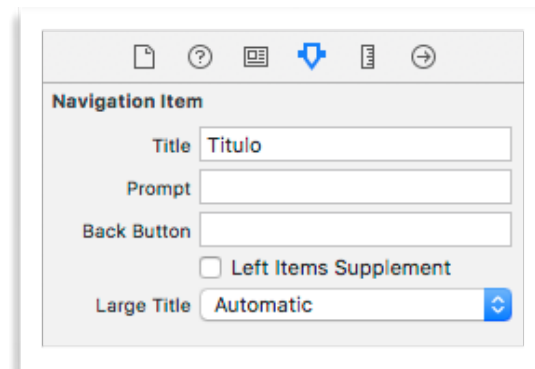 Navigation Item
Title Titulo
Prompt
Back Button
Left Items Supplement
Large Title Automatic